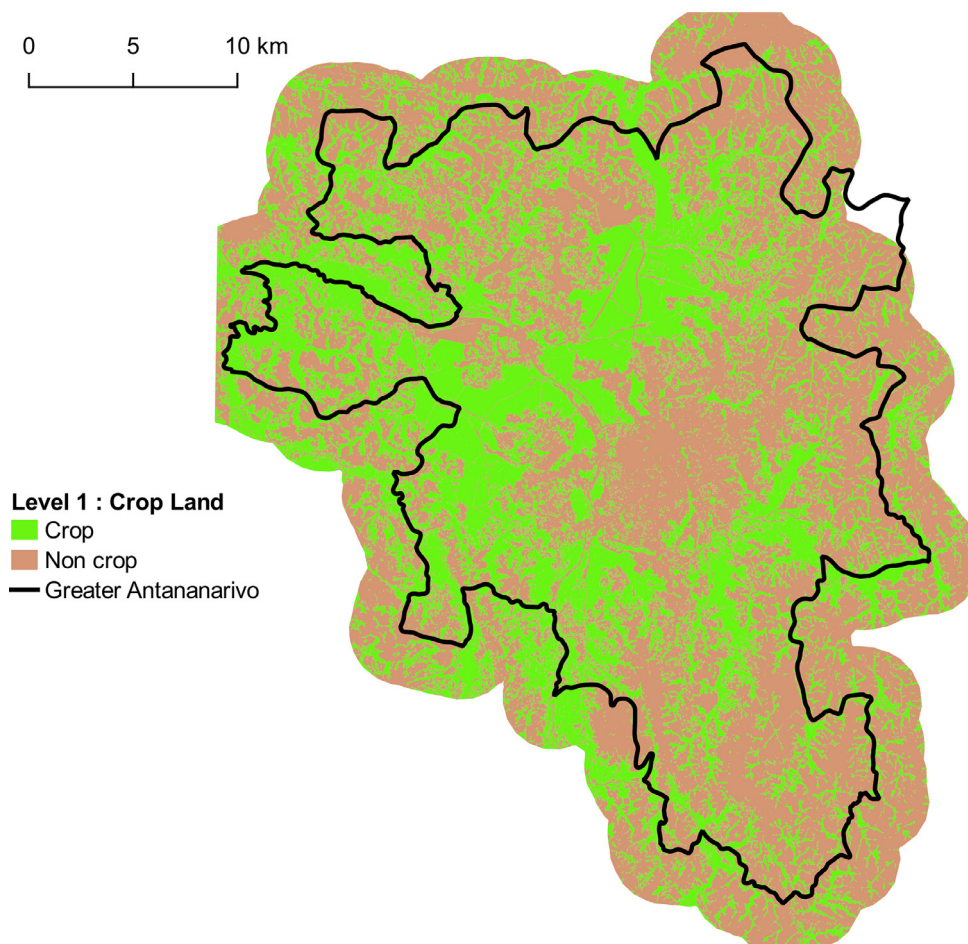 0 5 10 km
Level 1 : Crop Land
Crop
Non crop
Greater Antananarivo